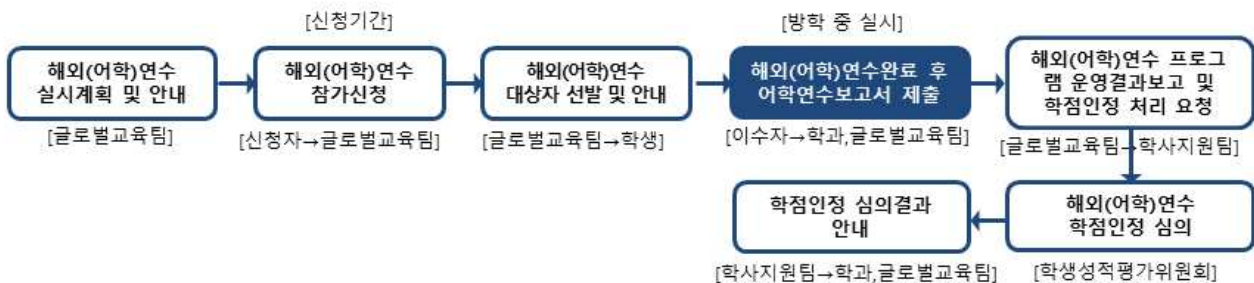 [신청기간]
[방학 중 실시]
해외(어학)연수
실시계획 및 안내
해외(어학)연수
참가신청
해외(어학)연수
대상자 선발 및 안내
해외(어학)연수완료 후
어학연수보고서 제출
해외(어학)연수 프로그
램 운영결과보고 및
학점인정 처리 요청
[글로벌교육팀]
[신청자→글로벌교육팀]
[글로벌교육팀→학생]
[이수자→학과,글로벌교육팀]
[글로벌교육팀→학사지원팀]
학점인정 심의결과
안내
해외(어학)연수
학점인정 심의
[학사지원팀→학과,글로벌교육팀]
[학생성적평가위원회]